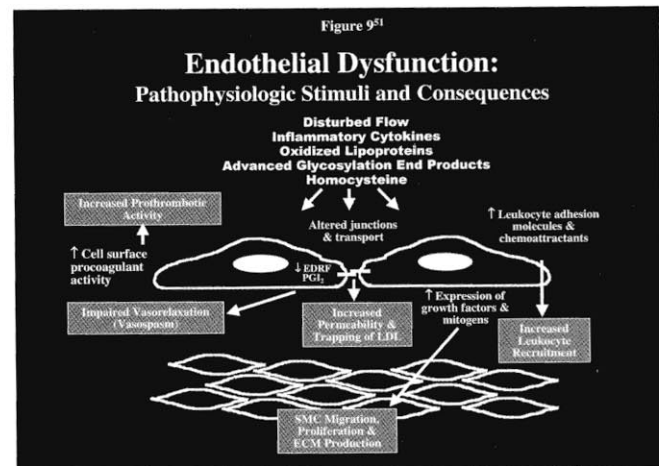 Figure 9⁵¹
Endothelial Dysfunction:
Pathophysiologic Stimuli and Consequences
Disturbed Flow
Inflammatory Cytokines
Oxidized Lipoproteins
Advanced Glycosylation End Products
Homocysteine
Increased Prothrombotic
Activity
Altered junctions
& transport
↑ Leukocyte adhesion
molecules &
chemoattractants
↑ Cell surface
procoagulant
activity
↓ EDRF
PGI₂
Impaired Vasorelaxation
(Vasospasm)
Increased
Permeability &
Trapping of LDL
↑ Expression of
growth factors &
mitogens
Increased
Leukocyte
Recruitment
SMC Migration,
Proliferation &
ECM Production